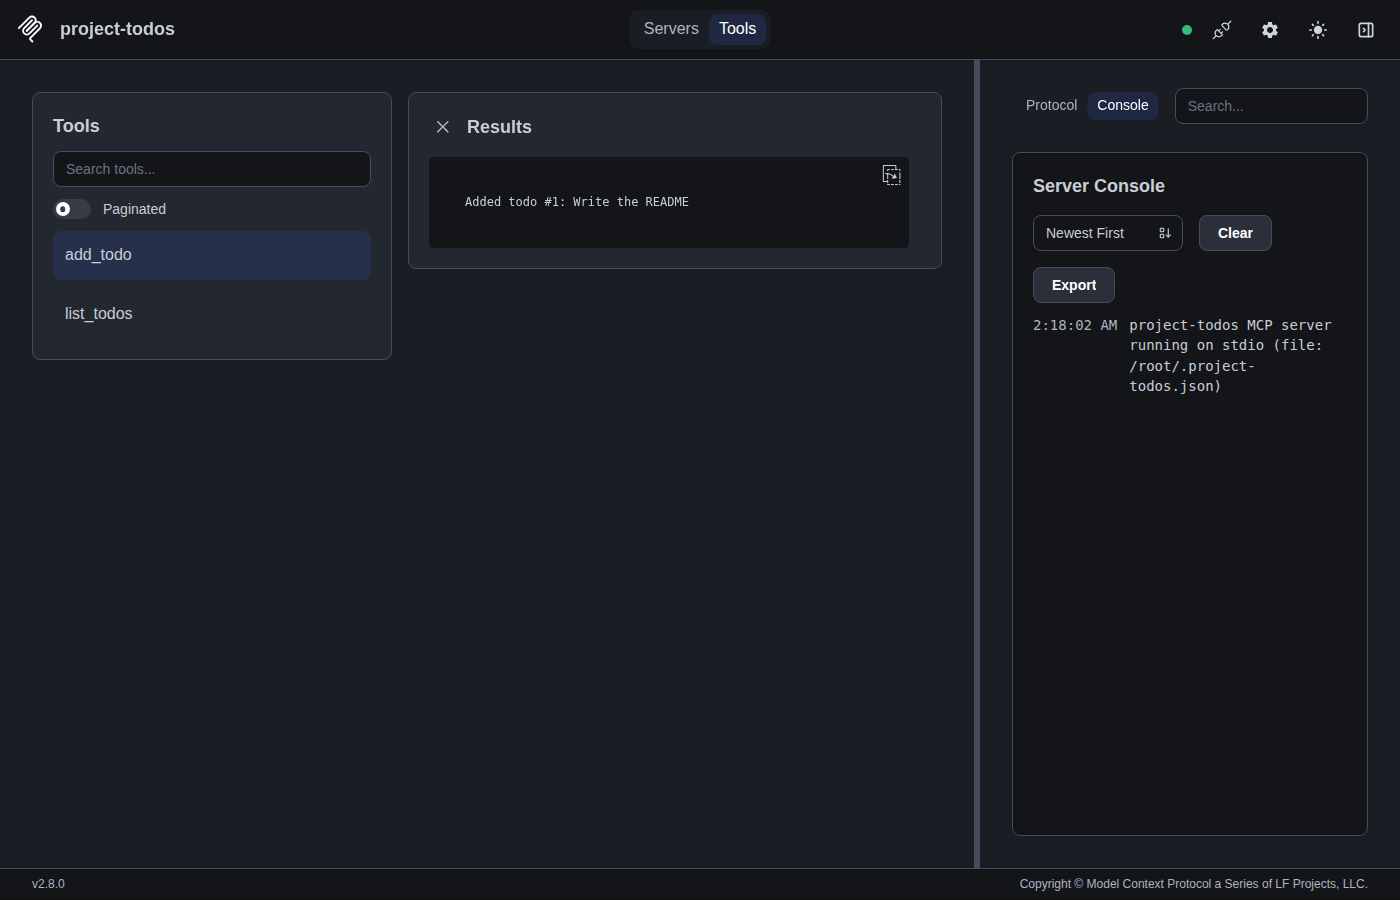 project-todos
Servers
Tools
Tools
Search tools...
Paginated
add_todo
list_todos
Results
Added todo #1: Write the README
Protocol
Console
Search...
Server Console
Newest First
Clear
Export
2:18:02 AM project-todos MCP server
running on stdio (file:
/root/.project-
todos.json)
v2.8.0
Copyright © Model Context Protocol a Series of LF Projects, LLC.